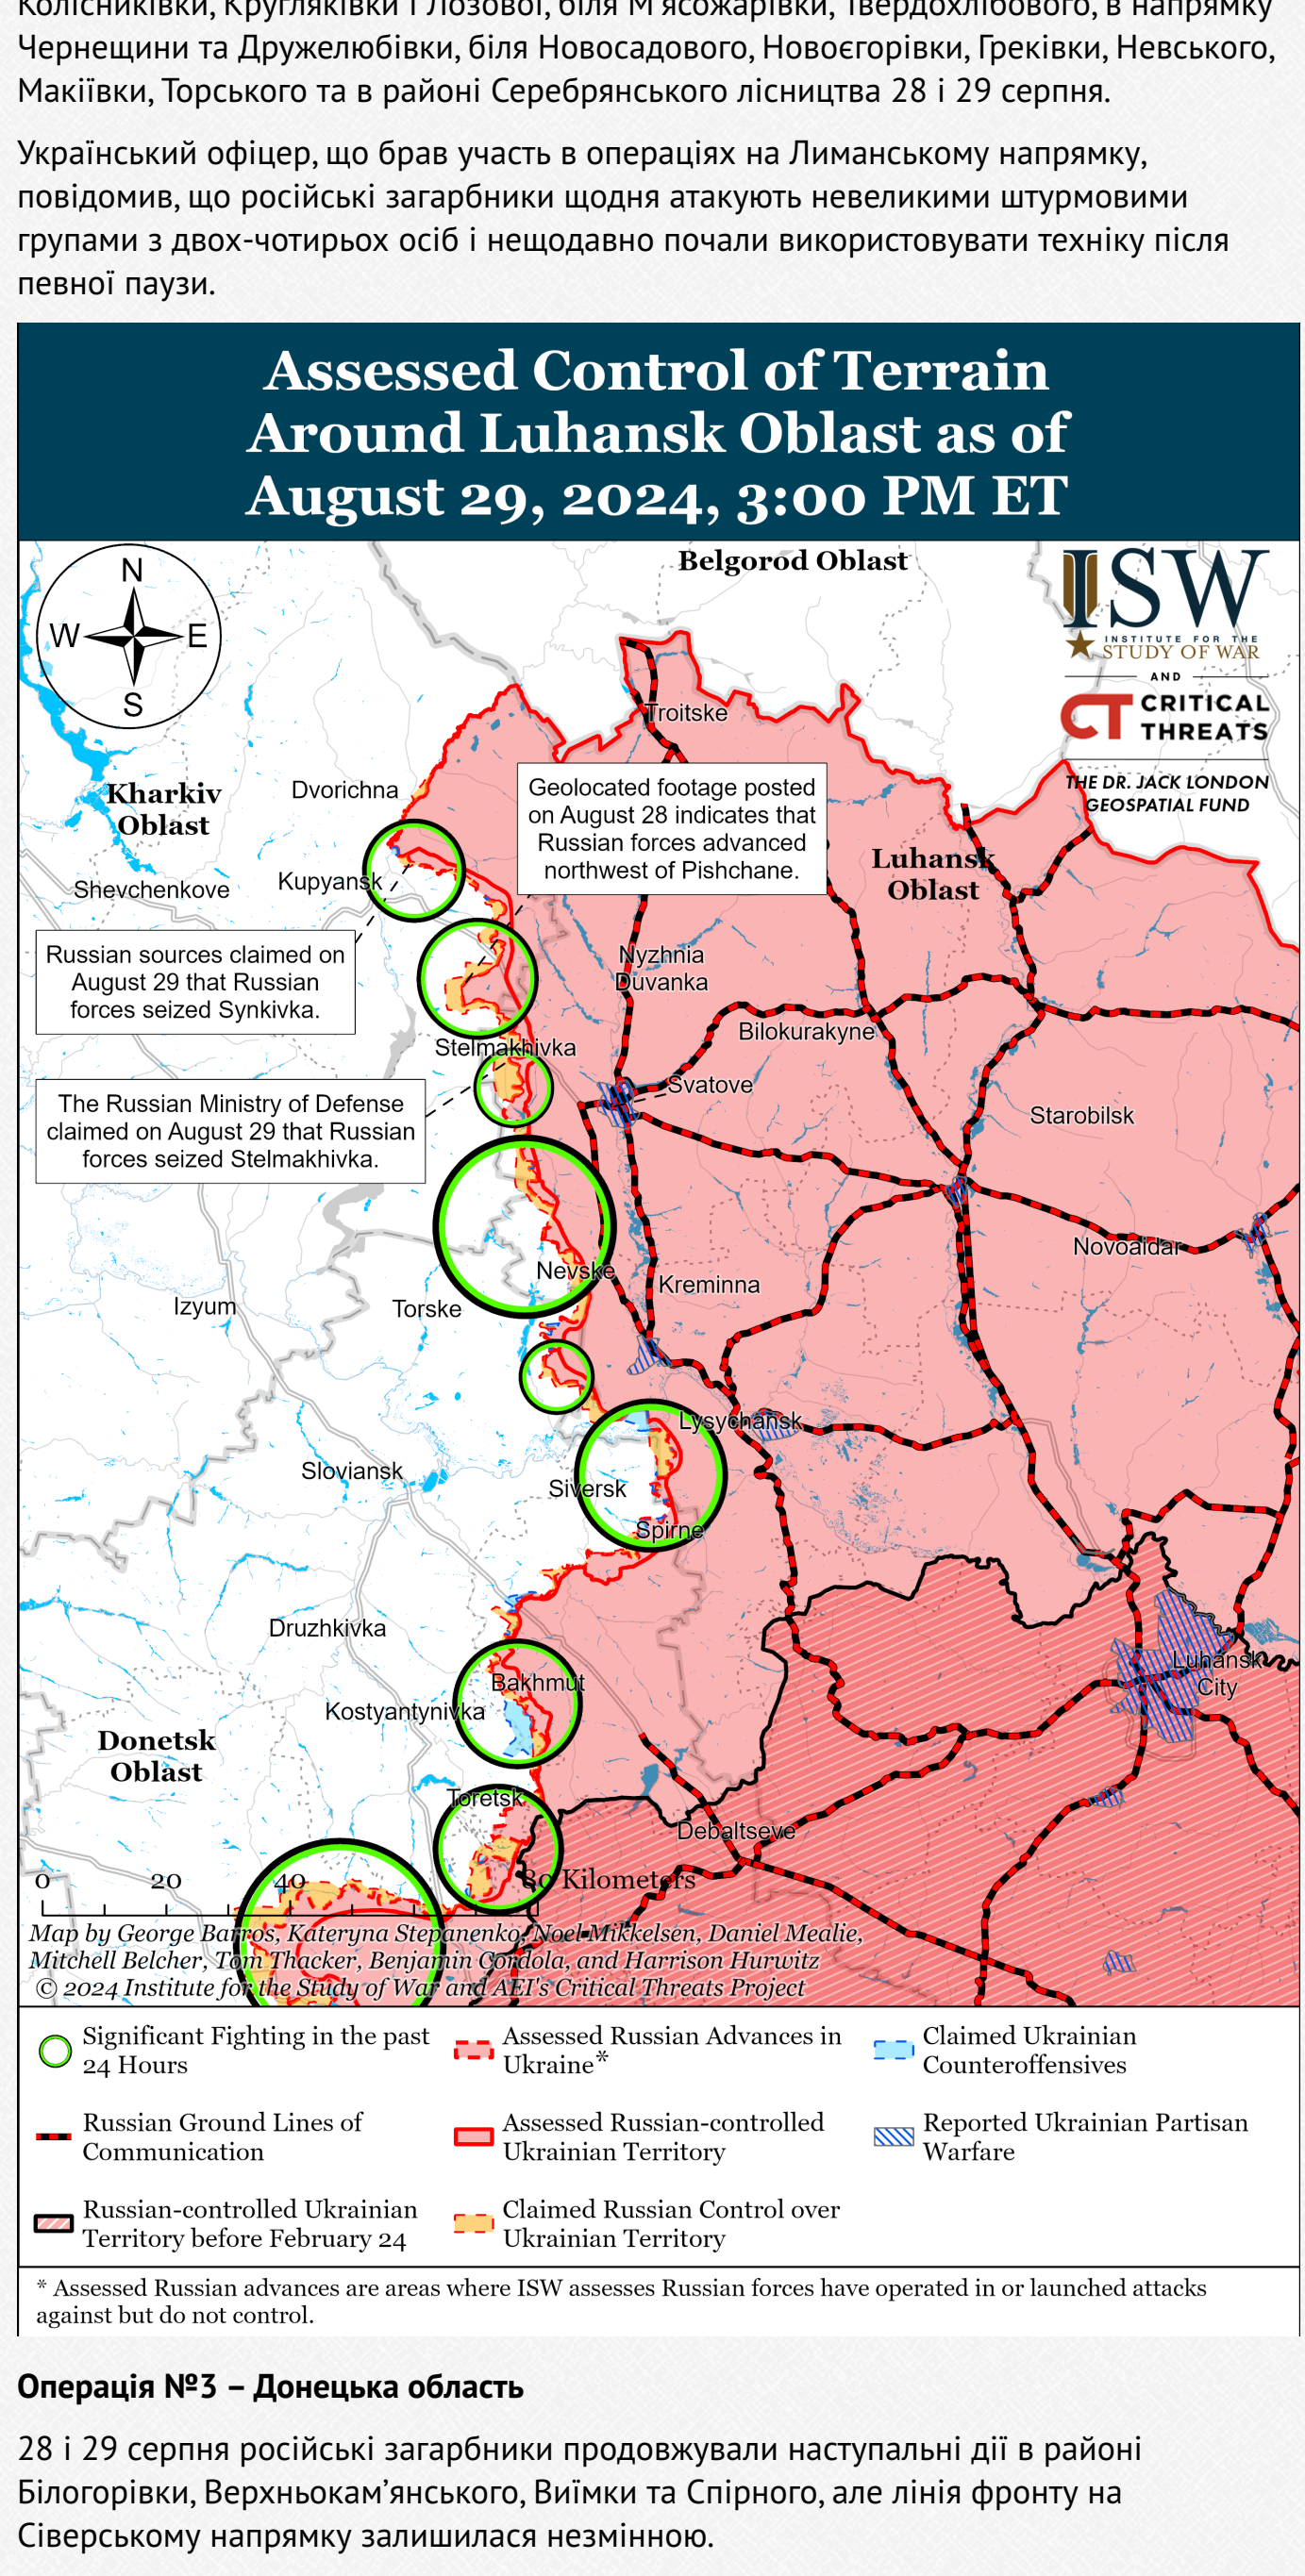 Колісниківки, Кругляківки і Лозової, біля М'ясожарівки, Твердохлібового, в напрямку
Чернещини та Дружелюбівки, біля Новосадового, Новоєгорівки, Греківки, Невського,
Макіївки, Торського та в районі Серебрянського лісництва 28 і 29 серпня.
Український офіцер, що брав участь в операціях на Лиманському напрямку,
повідомив, що російські загарбники щодня атакують невеликими штурмовими
групами з двох-чотирьох осіб і нещодавно почали використовувати техніку після
певної паузи.
Assessed Control of Terrain
Around Luhansk Oblast as of
August 29, 2024, 3:00 PM ET
N
W E
S
Belgorod Oblast
ISW
INSTITUTE FOR THE
STUDY OF WAR
AND
CT CRITICAL
THREATS
THE DR. JACK LONDON
GEOSPATIAL FUND
Troitske
Kharkiv
Oblast
Dvorichna
Geolocated footage posted
on August 28 indicates that
Russian forces advanced
northwest of Pishchane.
Luhansk
Oblast
Shevchenkove
Kupyansk
Russian sources claimed on
August 29 that Russian
forces seized Synkivka.
Nyzhnia
Duvanka
Bilokurakyne
Stelmakhivka
Svatove
Starobilsk
The Russian Ministry of Defense
claimed on August 29 that Russian
forces seized Stelmakhivka.
Novoaidar
Nevske
Kreminna
Izyum
Torske
Lysychansk
Sloviansk
Siversk
Spirne
Druzhkivka
Luhansk
City
Bakhmut
Kostyantynivka
Donetsk
Oblast
Toretsk
Debaltseve
0 20 40 80 Kilometers
Map by George Barros, Kateryna Stepanenko, Noel Mikkelsen, Daniel Mealie,
Mitchell Belcher, Tom Thacker, Benjamin Cordola, and Harrison Hurwitz
© 2024 Institute for the Study of War and AEI's Critical Threats Project
Significant Fighting in the past
24 Hours
Russian Ground Lines of
Communication
Russian-controlled Ukrainian
Territory before February 24
Assessed Russian Advances in
Ukraine*
Assessed Russian-controlled
Ukrainian Territory
Claimed Russian Control over
Ukrainian Territory
Claimed Ukrainian
Counteroffensives
Reported Ukrainian Partisan
Warfare
* Assessed Russian advances are areas where ISW assesses Russian forces have operated in or launched attacks
against but do not control.
Операція №3 – Донецька область
28 і 29 серпня російські загарбники продовжували наступальні дії в районі
Білогорівки, Верхньокам’янського, Виїмки та Спірного, але лінія фронту на
Сіверському напрямку залишилася незмінною.